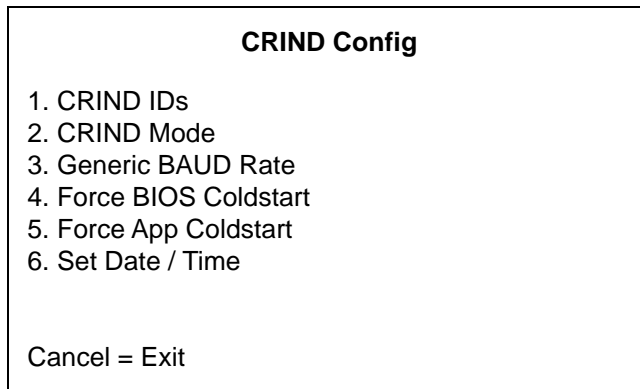 CRIND Config
1. CRIND IDs
2. CRIND Mode
3. Generic BAUD Rate
4. Force BIOS Coldstart
5. Force App Coldstart
6. Set Date / Time
Cancel = Exit